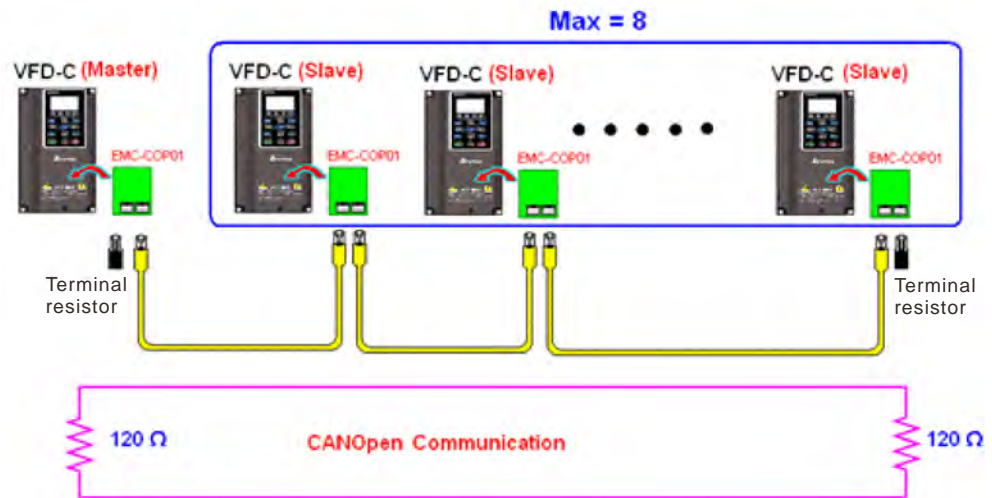 Max = 8
VFD-C (Master)
VFD-C (Slave)
VFD-C (Slave)
VFD-C (Slave)
EMC-COP01
EMC-COP01
EMC-COP01
EMC-COP01
Terminal
resistor
Terminal
resistor
120 Ω
CANOpen Communication
120 Ω